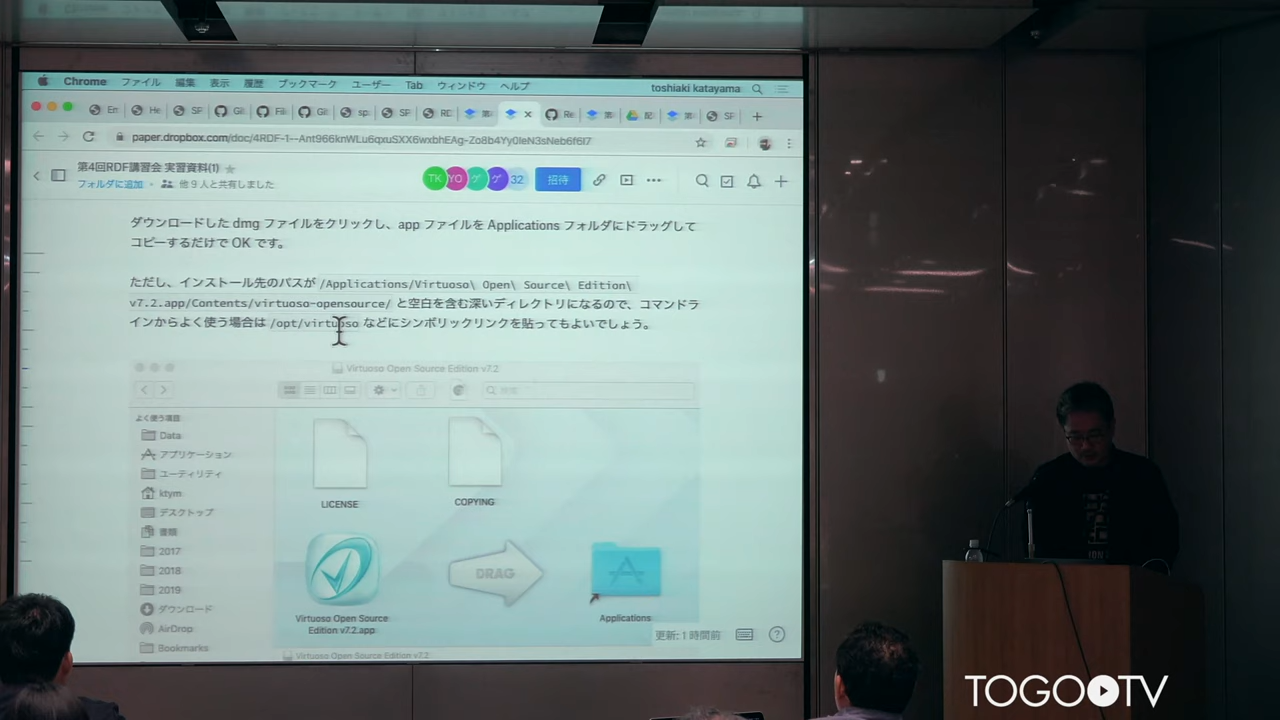 Chrome ファイル 編集 表示 履歴 ブックマーク ユーザー Tab ウィンドウ ヘルプ toshiaki katayama
paper.dropbox.com/doc/4RDF-1--Ant966knWLu6qxuSXX6wxbhEAg-Zo8b4Yy0IeN3sNeb6f6I7
第4回RDF講習会 実習資料(1)
フォルダに追加 ・ 他 9 人と共有しました
TK YO グ ゲ 32 招待
ダウンロードした dmg ファイルをクリックし、app ファイルを Applications フォルダにドラッグして
コピーするだけで OK です。
ただし、インストール先のパスが /Applications/Virtuoso\ Open\ Source\ Edition\
v7.2.app/Contents/virtuoso-opensource/ と空白を含む深いディレクトリになるので、コマンドラ
インからよく使う場合は /opt/virtuoso などにシンボリックリンクを貼ってもよいでしょう。
Virtuoso Open Source Edition v7.2
検索
よく使う項目
Data
アプリケーション
ユーティリティ
ktym
デスクトップ
書類
2017
2018
2019
ダウンロード
AirDrop
Bookmarks
LICENSE
COPYING
DRAG
Virtuoso Open Source
Edition v7.2.app
Applications
更新: 1 時間前
Virtuoso Open Source Edition v7.2
TOGO TV